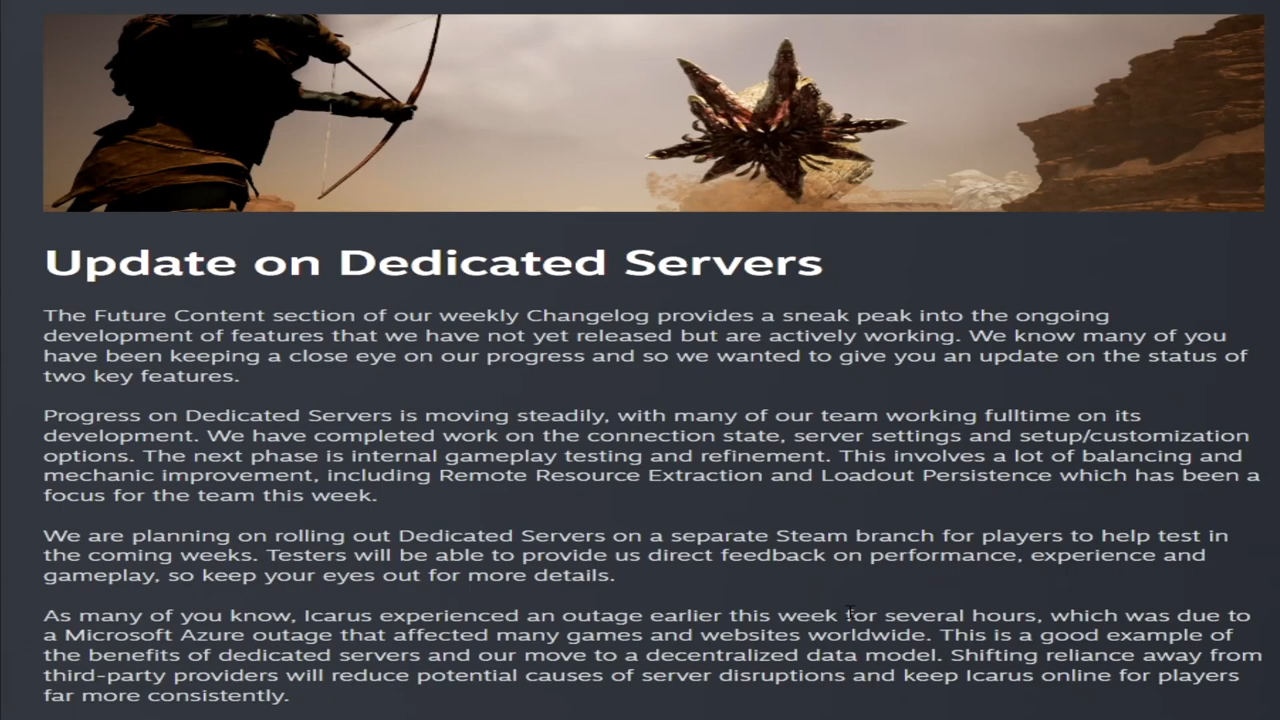 Update on Dedicated Servers
The Future Content section of our weekly Changelog provides a sneak peak into the ongoing
development of features that we have not yet released but are actively working. We know many of you
have been keeping a close eye on our progress and so we wanted to give you an update on the status of
two key features.
Progress on Dedicated Servers is moving steadily, with many of our team working fulltime on its
development. We have completed work on the connection state, server settings and setup/customization
options. The next phase is internal gameplay testing and refinement. This involves a lot of balancing and
mechanic improvement, including Remote Resource Extraction and Loadout Persistence which has been a
focus for the team this week.
We are planning on rolling out Dedicated Servers on a separate Steam branch for players to help test in
the coming weeks. Testers will be able to provide us direct feedback on performance, experience and
gameplay, so keep your eyes out for more details.
As many of you know, Icarus experienced an outage earlier this week for several hours, which was due to
a Microsoft Azure outage that affected many games and websites worldwide. This is a good example of
the benefits of dedicated servers and our move to a decentralized data model. Shifting reliance away from
third-party providers will reduce potential causes of server disruptions and keep Icarus online for players
far more consistently.